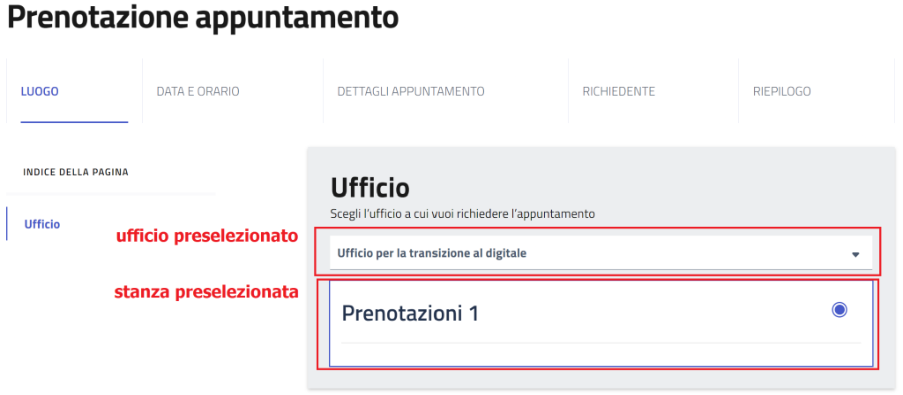 Prenotazione appuntamento
LUOGO
DATA E ORARIO
DETTAGLI APPUNTAMENTO
RICHIEDENTE
RIEPILOGO
INDICE DELLA PAGINA
Ufficio
Ufficio
Scegli l'ufficio a cui vuoi richiedere l'appuntamento
ufficio preselezionato
Ufficio per la transizione al digitale
stanza preselezionata
Prenotazioni 1